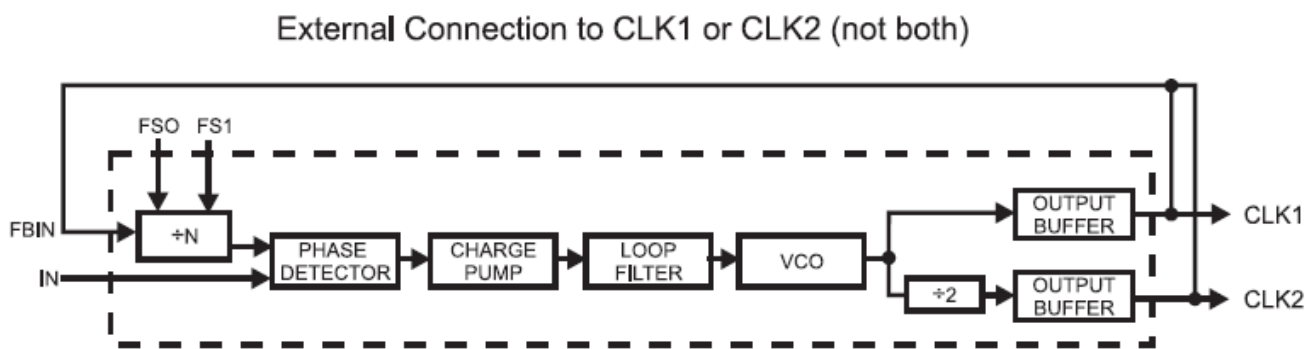 External Connection to CLK1 or CLK2 (not both)
FSO FS1
FBIN
÷N
IN
PHASE
DETECTOR
CHARGE
PUMP
LOOP
FILTER
VCO
÷2
OUTPUT
BUFFER
CLK1
OUTPUT
BUFFER
CLK2